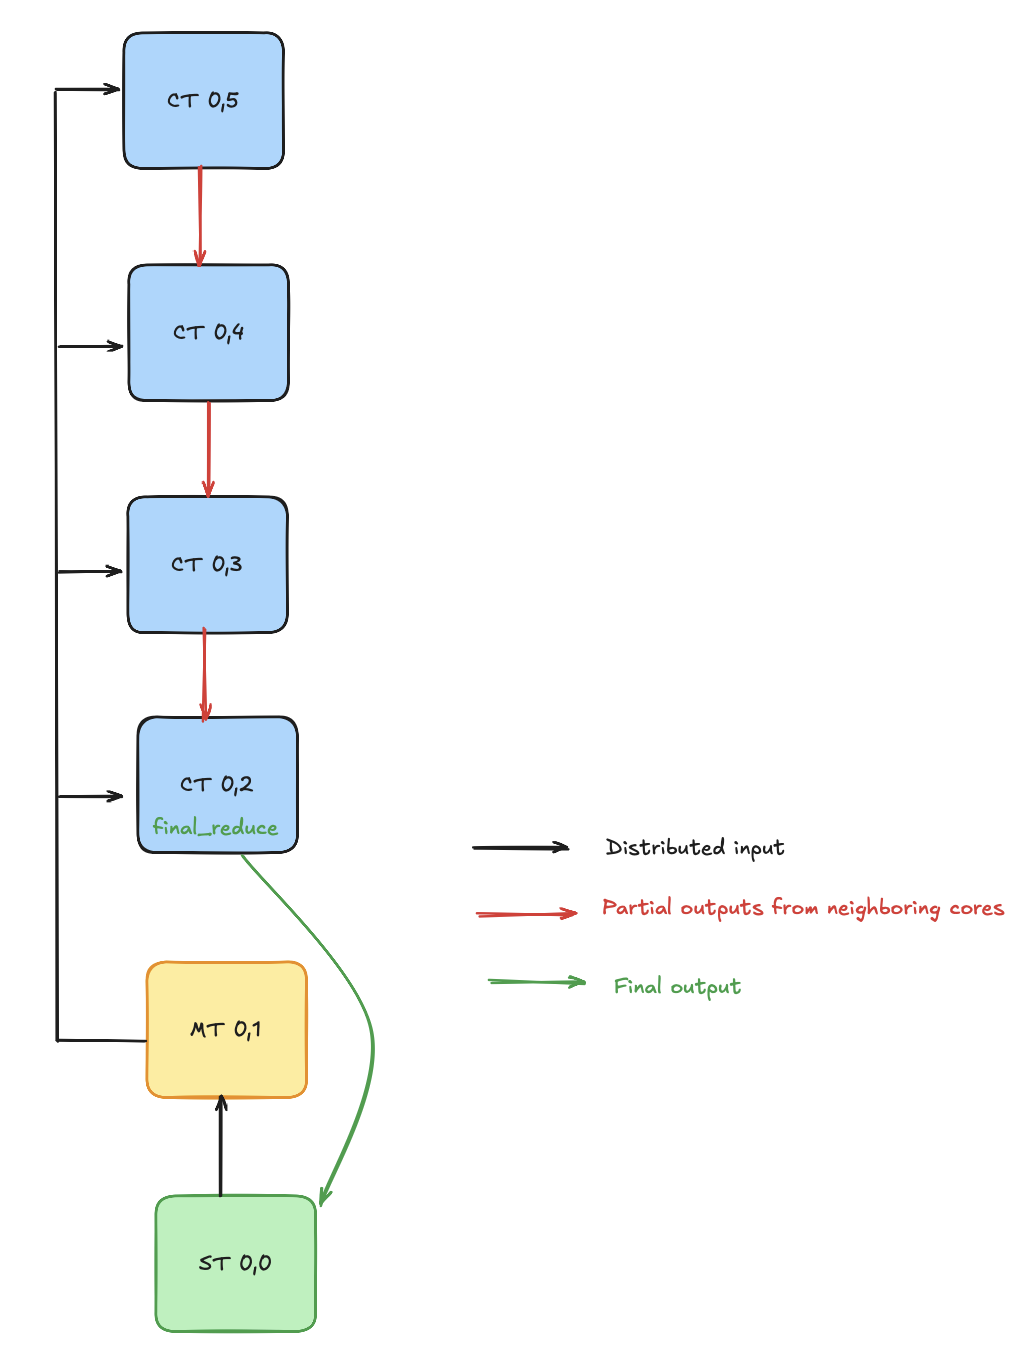 CT 0,5
CT 0,4
CT 0,3
CT 0,2
final_reduce
Distributed input
Partial outputs from neighboring cores
Final output
MT 0,1
ST 0,0